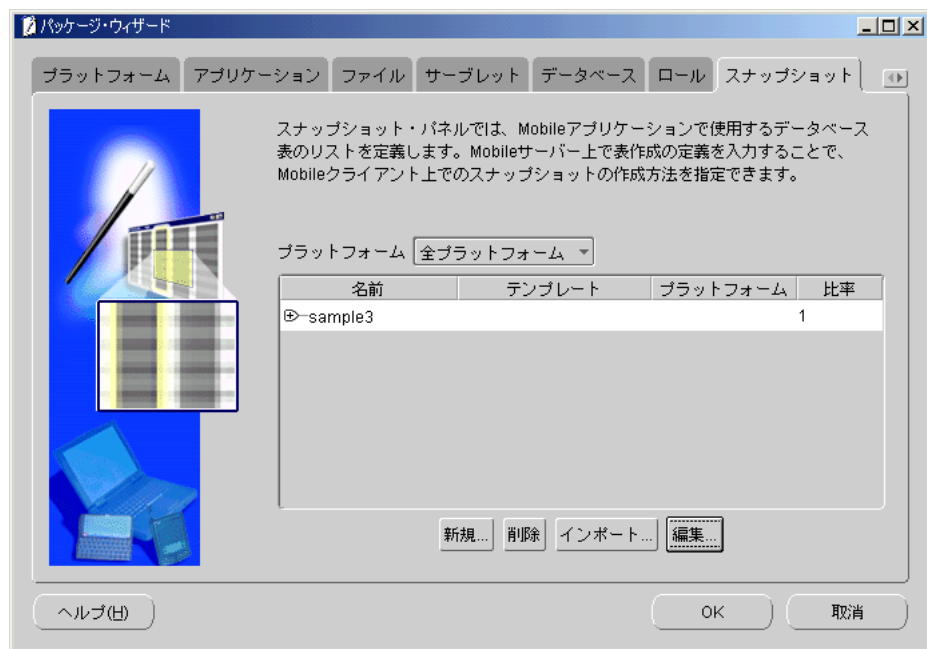 パッケージ・ウィザード
プラットフォーム アプリケーション ファイル サーブレット データベース ロール スナップショット
スナップショット・パネルでは、Mobileアプリケーションで使用するデータベース
表のリストを定義します。Mobileサーバー上で表作成の定義を入力することで、
Mobileクライアント上でのスナップショットの作成方法を指定できます。
プラットフォーム 全プラットフォーム
名前 テンプレート プラットフォーム 比率
sample3 1
新規... 削除 インポート... 編集...
ヘルプ(H) OK 取消